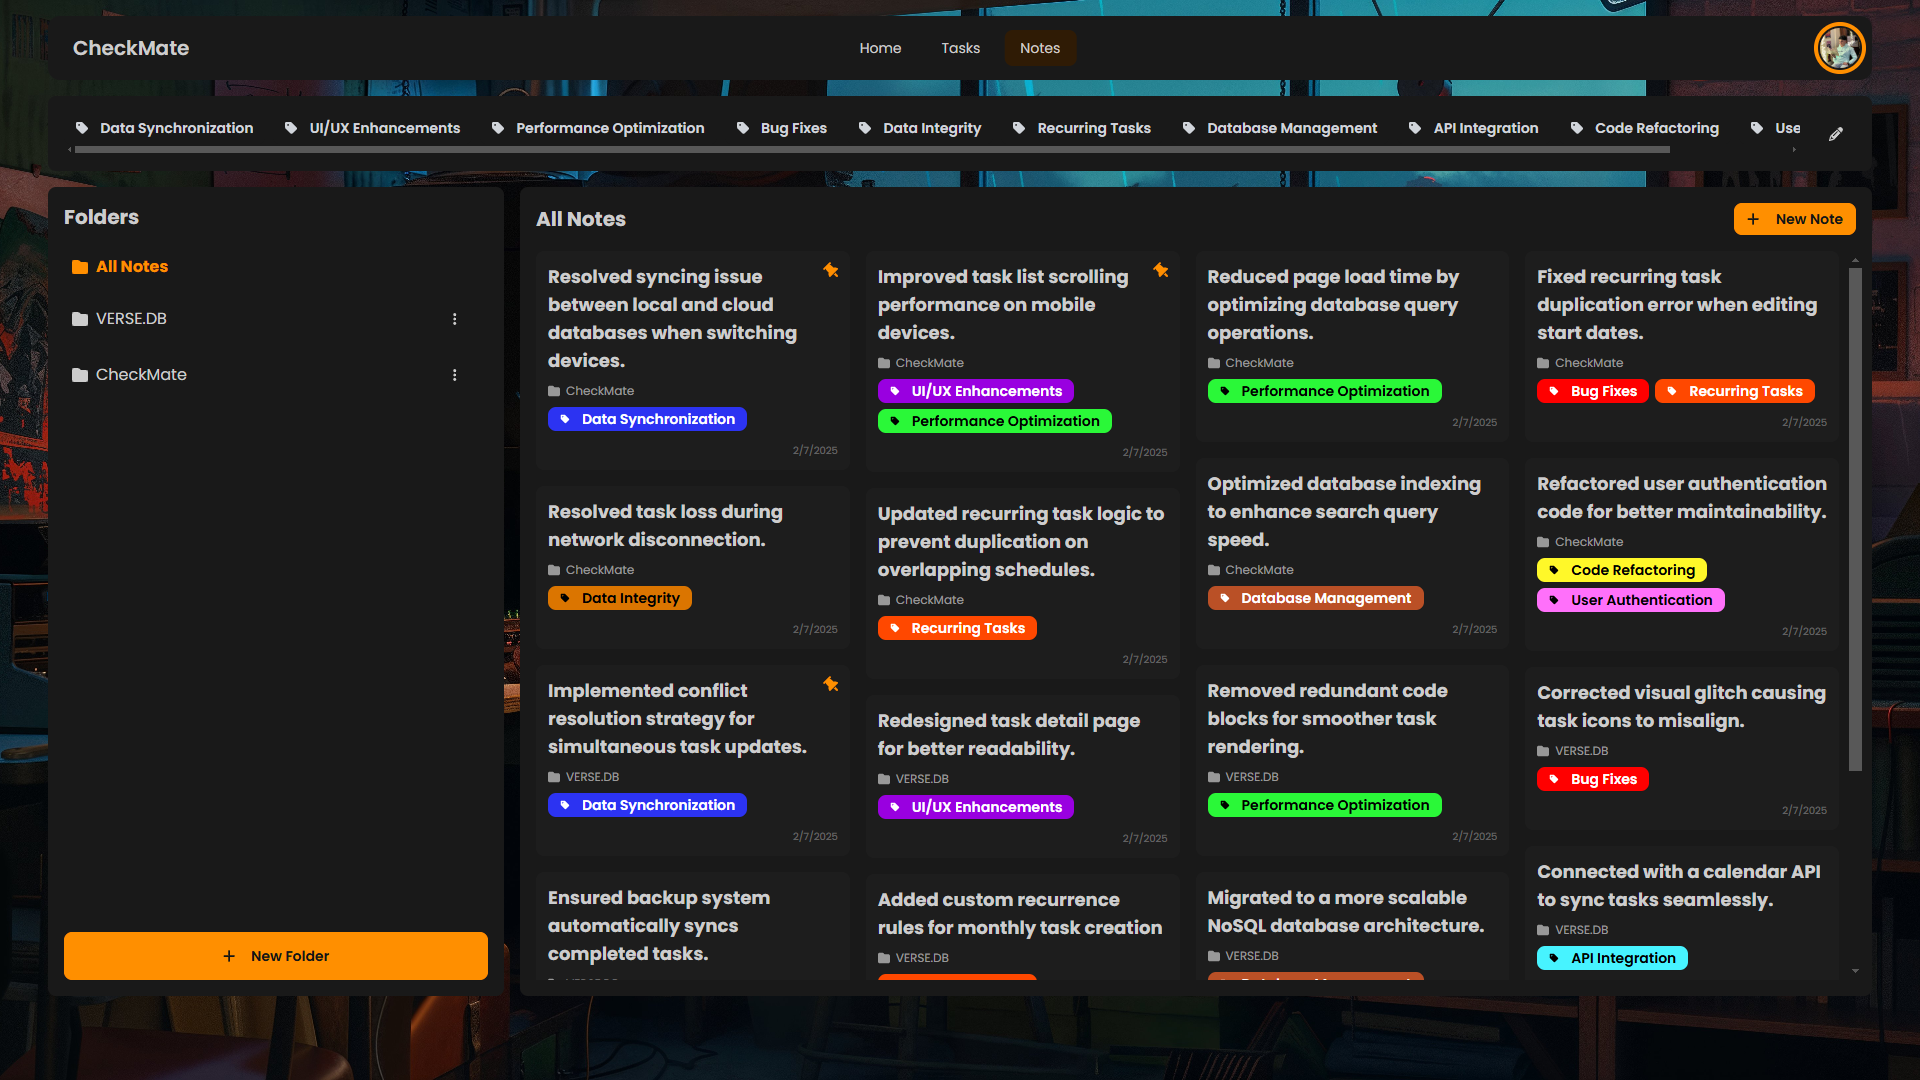 CheckMate
Home
Tasks
Notes
Data Synchronization
UI/UX Enhancements
Performance Optimization
Bug Fixes
Data Integrity
Recurring Tasks
Database Management
API Integration
Code Refactoring
Use
Folders
All Notes
VERSE.DB
CheckMate
+ New Folder
All Notes
+ New Note
Resolved syncing issue
between local and cloud
databases when switching
devices.
CheckMate
Data Synchronization
2/7/2025
Resolved task loss during
network disconnection.
CheckMate
Data Integrity
2/7/2025
Implemented conflict
resolution strategy for
simultaneous task updates.
VERSE.DB
Data Synchronization
2/7/2025
Ensured backup system
automatically syncs
completed tasks.
Improved task list scrolling
performance on mobile
devices.
CheckMate
UI/UX Enhancements
Performance Optimization
2/7/2025
Updated recurring task logic to
prevent duplication on
overlapping schedules.
CheckMate
Recurring Tasks
2/7/2025
Redesigned task detail page
for better readability.
VERSE.DB
UI/UX Enhancements
2/7/2025
Added custom recurrence
rules for monthly task creation
VERSE.DB
Reduced page load time by
optimizing database query
operations.
CheckMate
Performance Optimization
2/7/2025
Optimized database indexing
to enhance search query
speed.
CheckMate
Database Management
2/7/2025
Removed redundant code
blocks for smoother task
rendering.
VERSE.DB
Performance Optimization
2/7/2025
Migrated to a more scalable
NoSQL database architecture.
VERSE.DB
Fixed recurring task
duplication error when editing
start dates.
CheckMate
Bug Fixes
Recurring Tasks
2/7/2025
Refactored user authentication
code for better maintainability.
CheckMate
Code Refactoring
User Authentication
2/7/2025
Corrected visual glitch causing
task icons to misalign.
VERSE.DB
Bug Fixes
2/7/2025
Connected with a calendar API
to sync tasks seamlessly.
VERSE.DB
API Integration